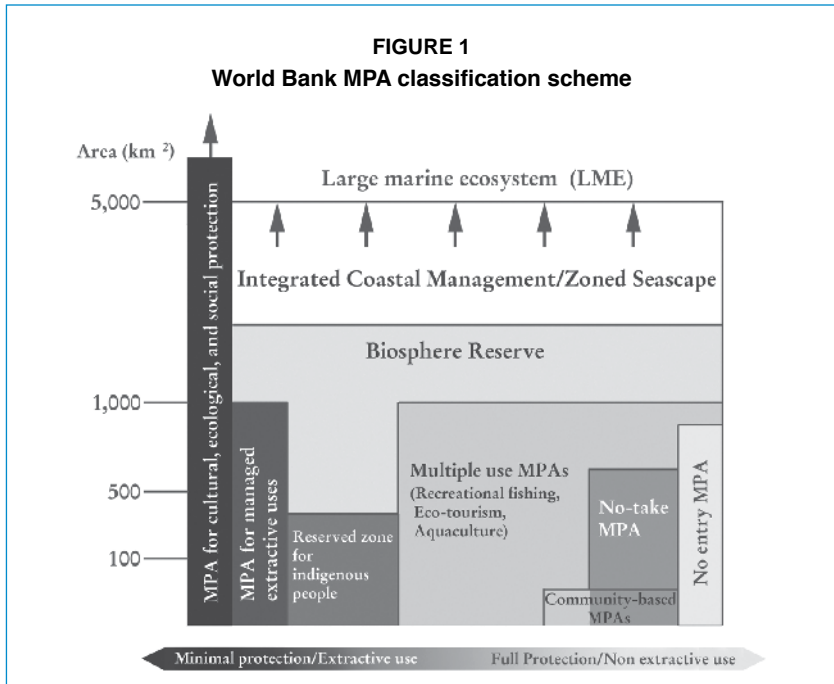 FIGURE 1
World Bank MPA classification scheme
Area (km ²)
5,000
1,000
500
100
MPA for cultural, ecological, and social protection
Large marine ecosystem (LME)
Integrated Coastal Management/Zoned Seascape
Biosphere Reserve
MPA for managed
extractive uses
Reserved zone
for
indigenous
people
Multiple use MPAs
(Recreational fishing,
Eco-tourism,
Aquaculture)
No-take
MPA
Community-based
MPAs
No entry MPA
Minimal protection/Extractive use
Full Protection/Non extractive use